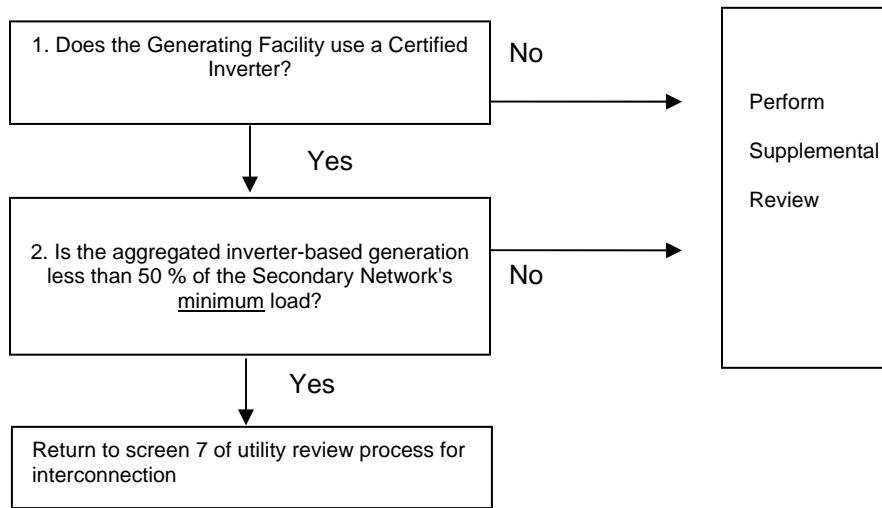 1. Does the Generating Facility use a Certified
Inverter?
No
Perform
Supplemental
Review
Yes
2. Is the aggregated inverter-based generation
less than 50 % of the Secondary Network's
minimum load?
No
Yes
Return to screen 7 of utility review process for
interconnection